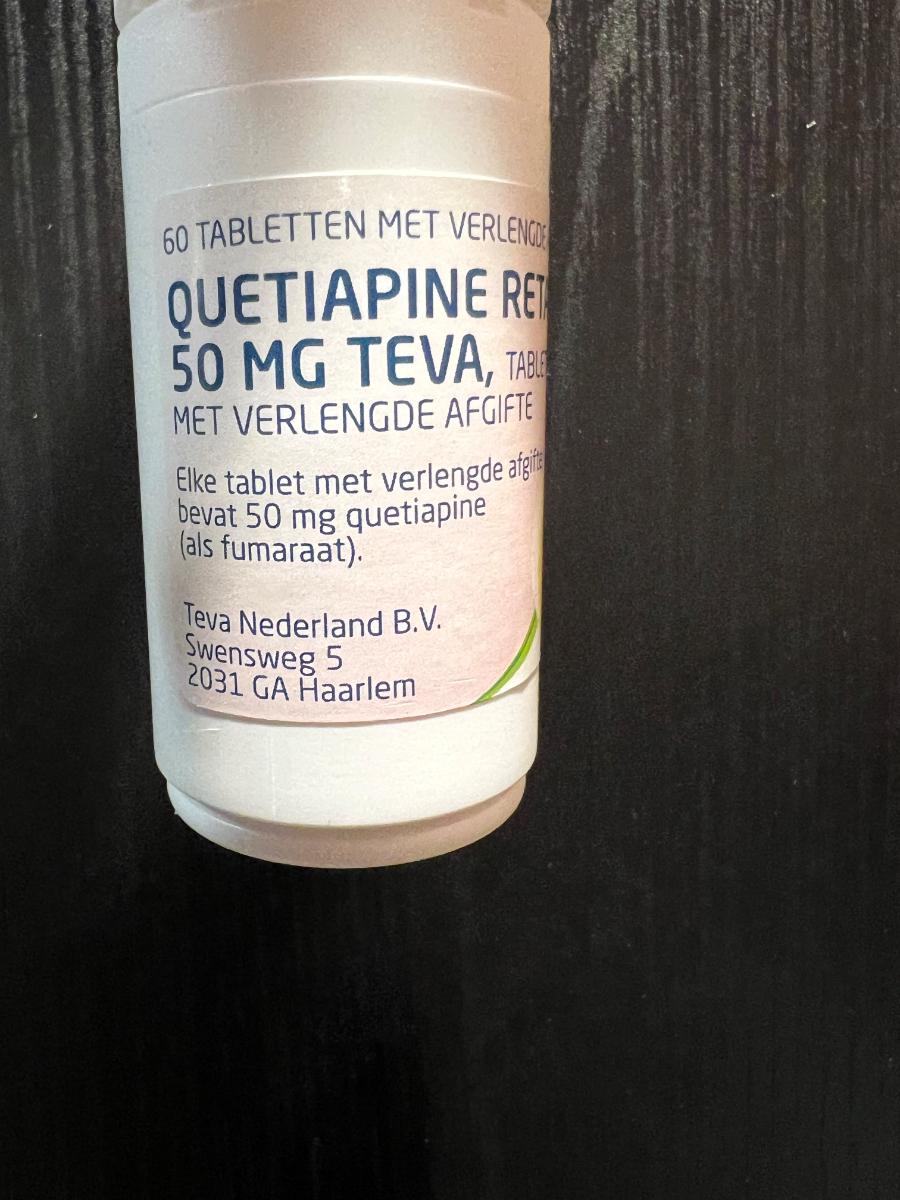 60 TABLETTEN MET VERLENGDE
QUETIAPINE
50 MG TEVA,
MET VERLENGDE AFGIFTE
Elke tablet met verlengde afgifte
bevat 50 mg quetiapine
(als fumaraat).
Teva Nederland B.V.
Swensweg 5
2031 GA Haarlem